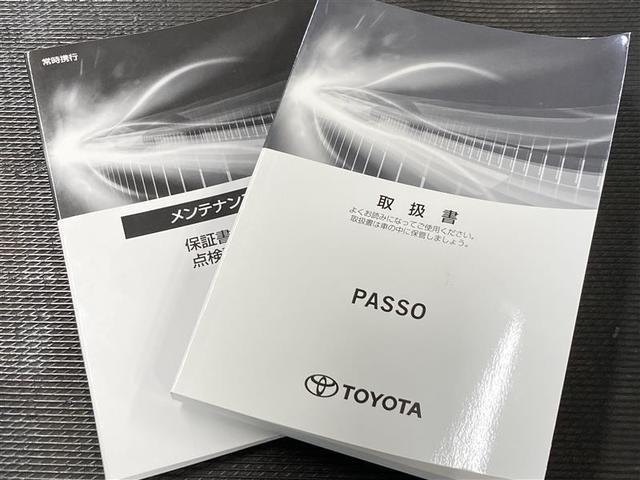 常時携行
メンテナン
保証書
点検
取扱書
よくお読みになってご使用ください。
取扱書は車の中に保管しましょう。
PASSO
TOYOTA